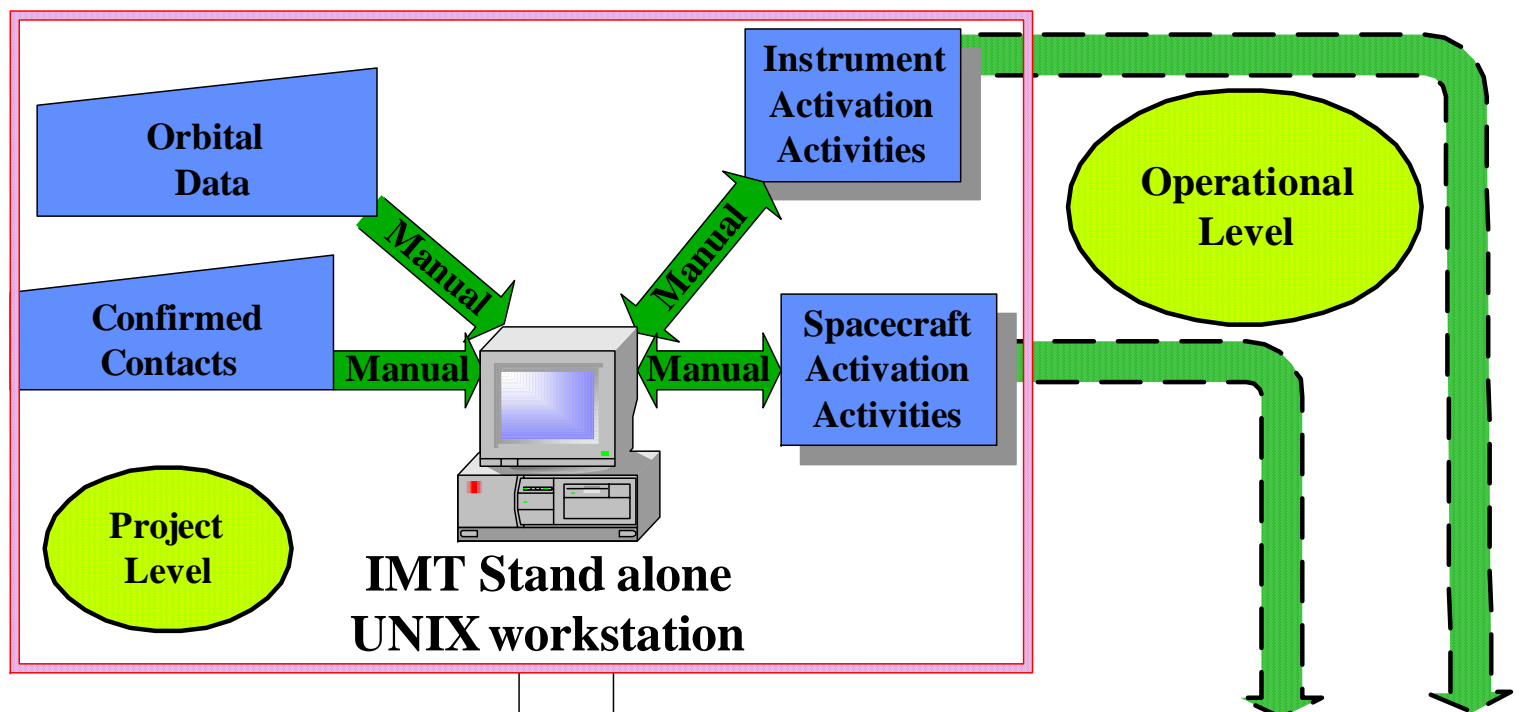 Orbital
Data
Manual
Confirmed
Contacts
Manual
Instrument
Activation
Activities
Manual
Spacecraft
Activation
Activities
Manual
Operational
Level
Project
Level
IMT Stand alone
UNIX workstation